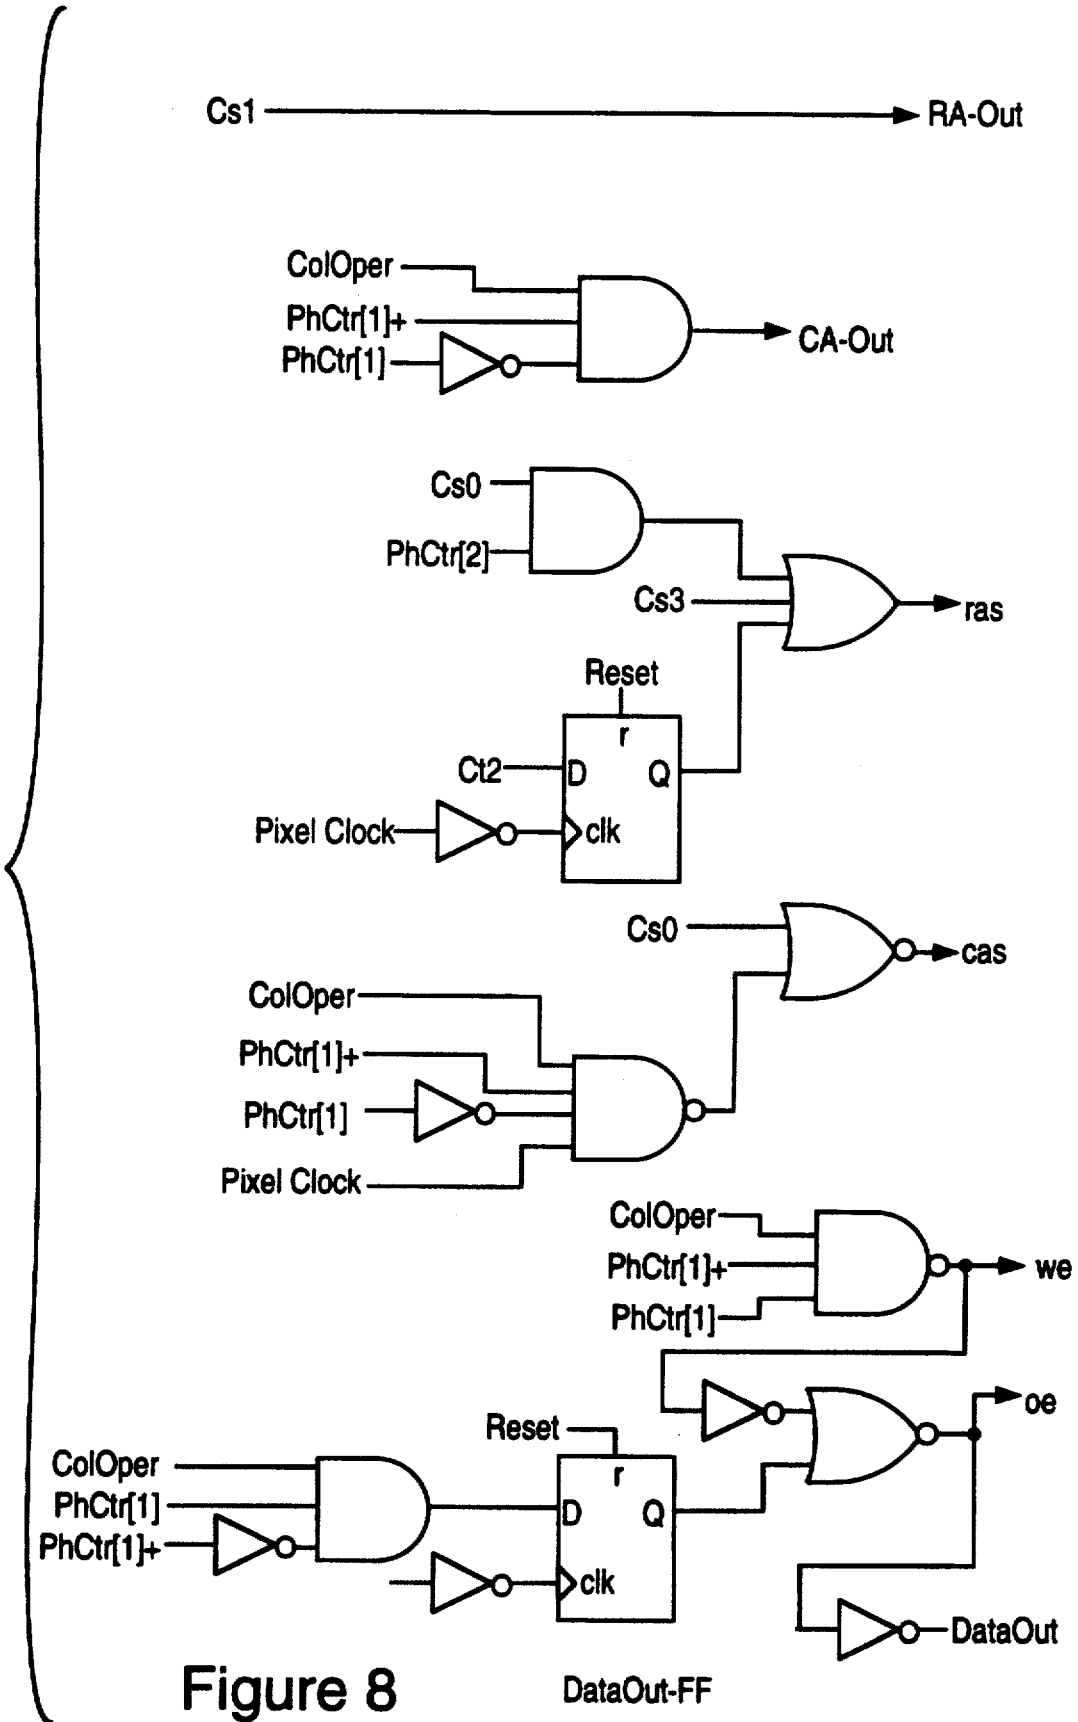 Cs1 RA-Out
ColOper
PhCtr[1]+
PhCtr[1]
CA-Out
Cs0
PhCtr[2]
Cs3
ras
Reset
r
Ct2
D Q
Pixel Clock
clk
Cs0
cas
ColOper
PhCtr[1]+
PhCtr[1]
Pixel Clock
ColOper
PhCtr[1]+
we
PhCtr[1]
oe
Reset
r
ColOper
PhCtr[1]
D Q
PhCtr[1]+
clk
DataOut
Figure 8
DataOut-FF